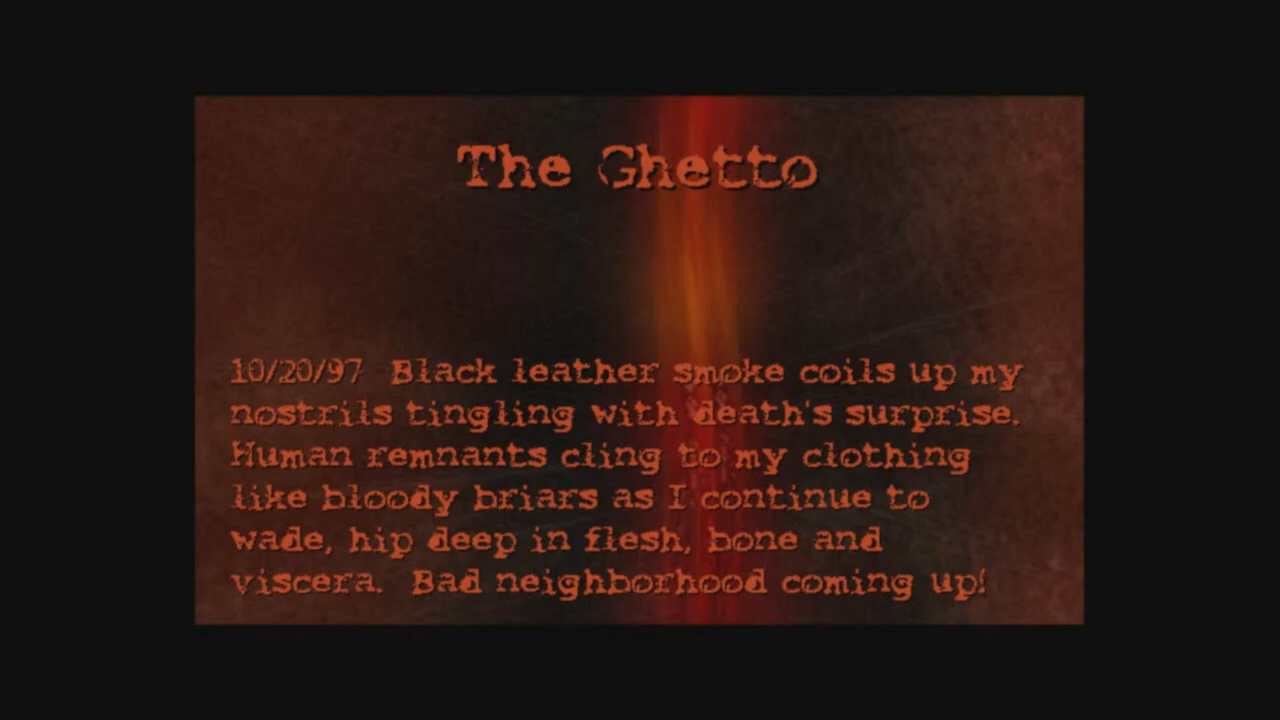 The Ghetto
10/20/97 Black leather smoke coils up my
nostrils tingling with death's surprise.
Human remnants cling to my clothing
like bloody briars as I continue to
wade, hip deep in flesh, bone and
viscera. Bad neighborhood coming up!